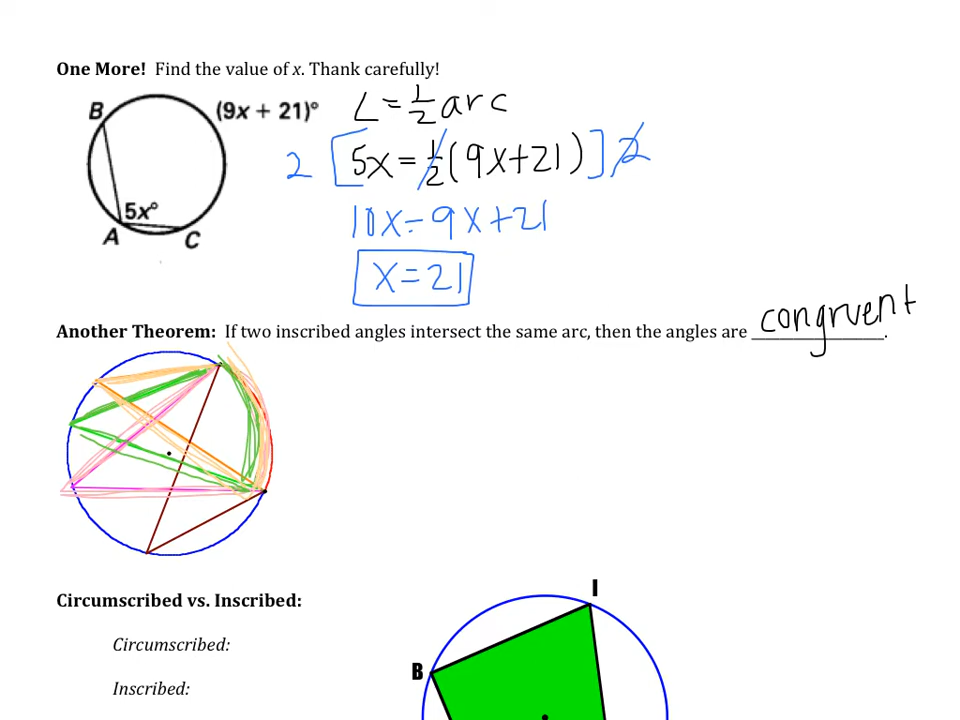 One More! Find the value of x. Thank carefully!
B
(9x + 21)°
5x°
A
C
∠ = 1/2 arc
2 [5x = 1/2 (9x+21)] 2
10x = 9x + 21
x = 21
Another Theorem: If two inscribed angles intersect the same arc, then the angles are congruent.
Circumscribed vs. Inscribed:
Circumscribed:
Inscribed:
I
B